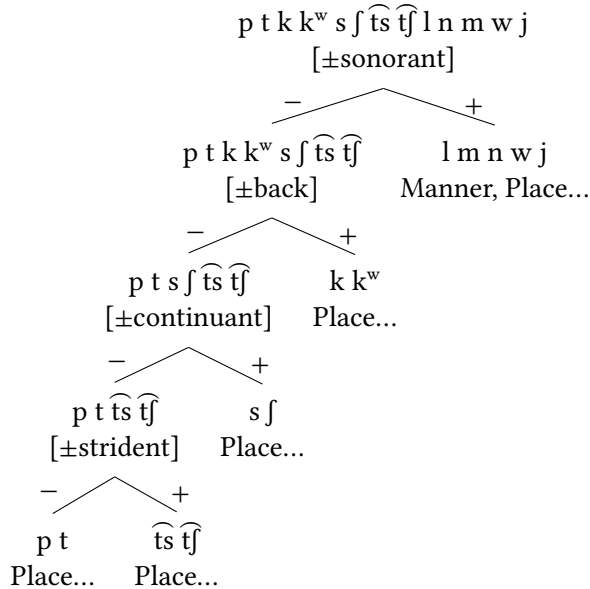 p t k kʷ s ʃ t͡s t͡ʃ l n m w j
[±sonorant]
− +
p t k kʷ s ʃ t͡s t͡ʃ l m n w j
[±back] Manner, Place…
− +
p t s ʃ t͡s t͡ʃ k kʷ
[±continuant] Place…
− +
p t t͡s t͡ʃ s ʃ
[±strident] Place…
− +
p t t͡s t͡ʃ
Place… Place…